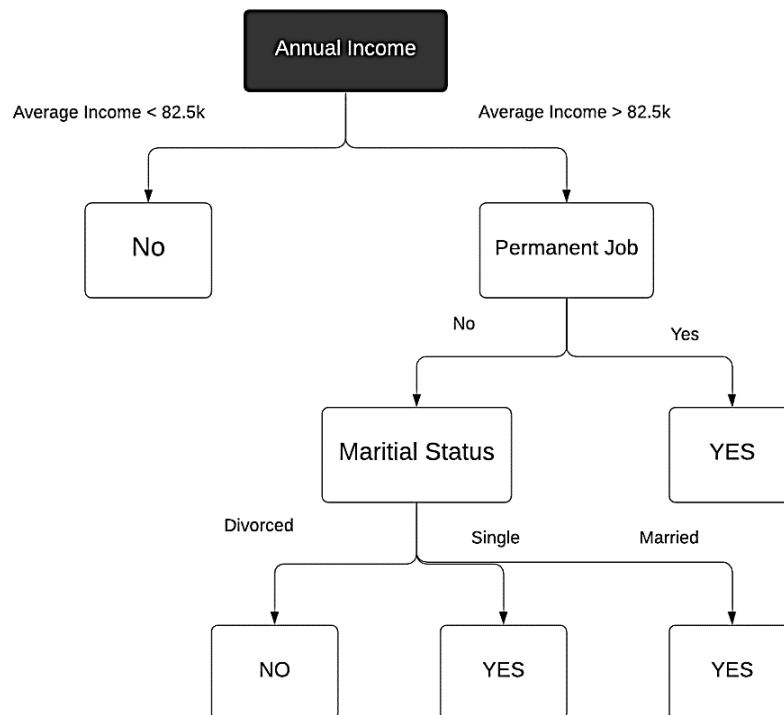 Annual Income
Average Income < 82.5k
Average Income > 82.5k
No
Permanent Job
No
Yes
Maritial Status
YES
Divorced
Single
Married
NO
YES
YES